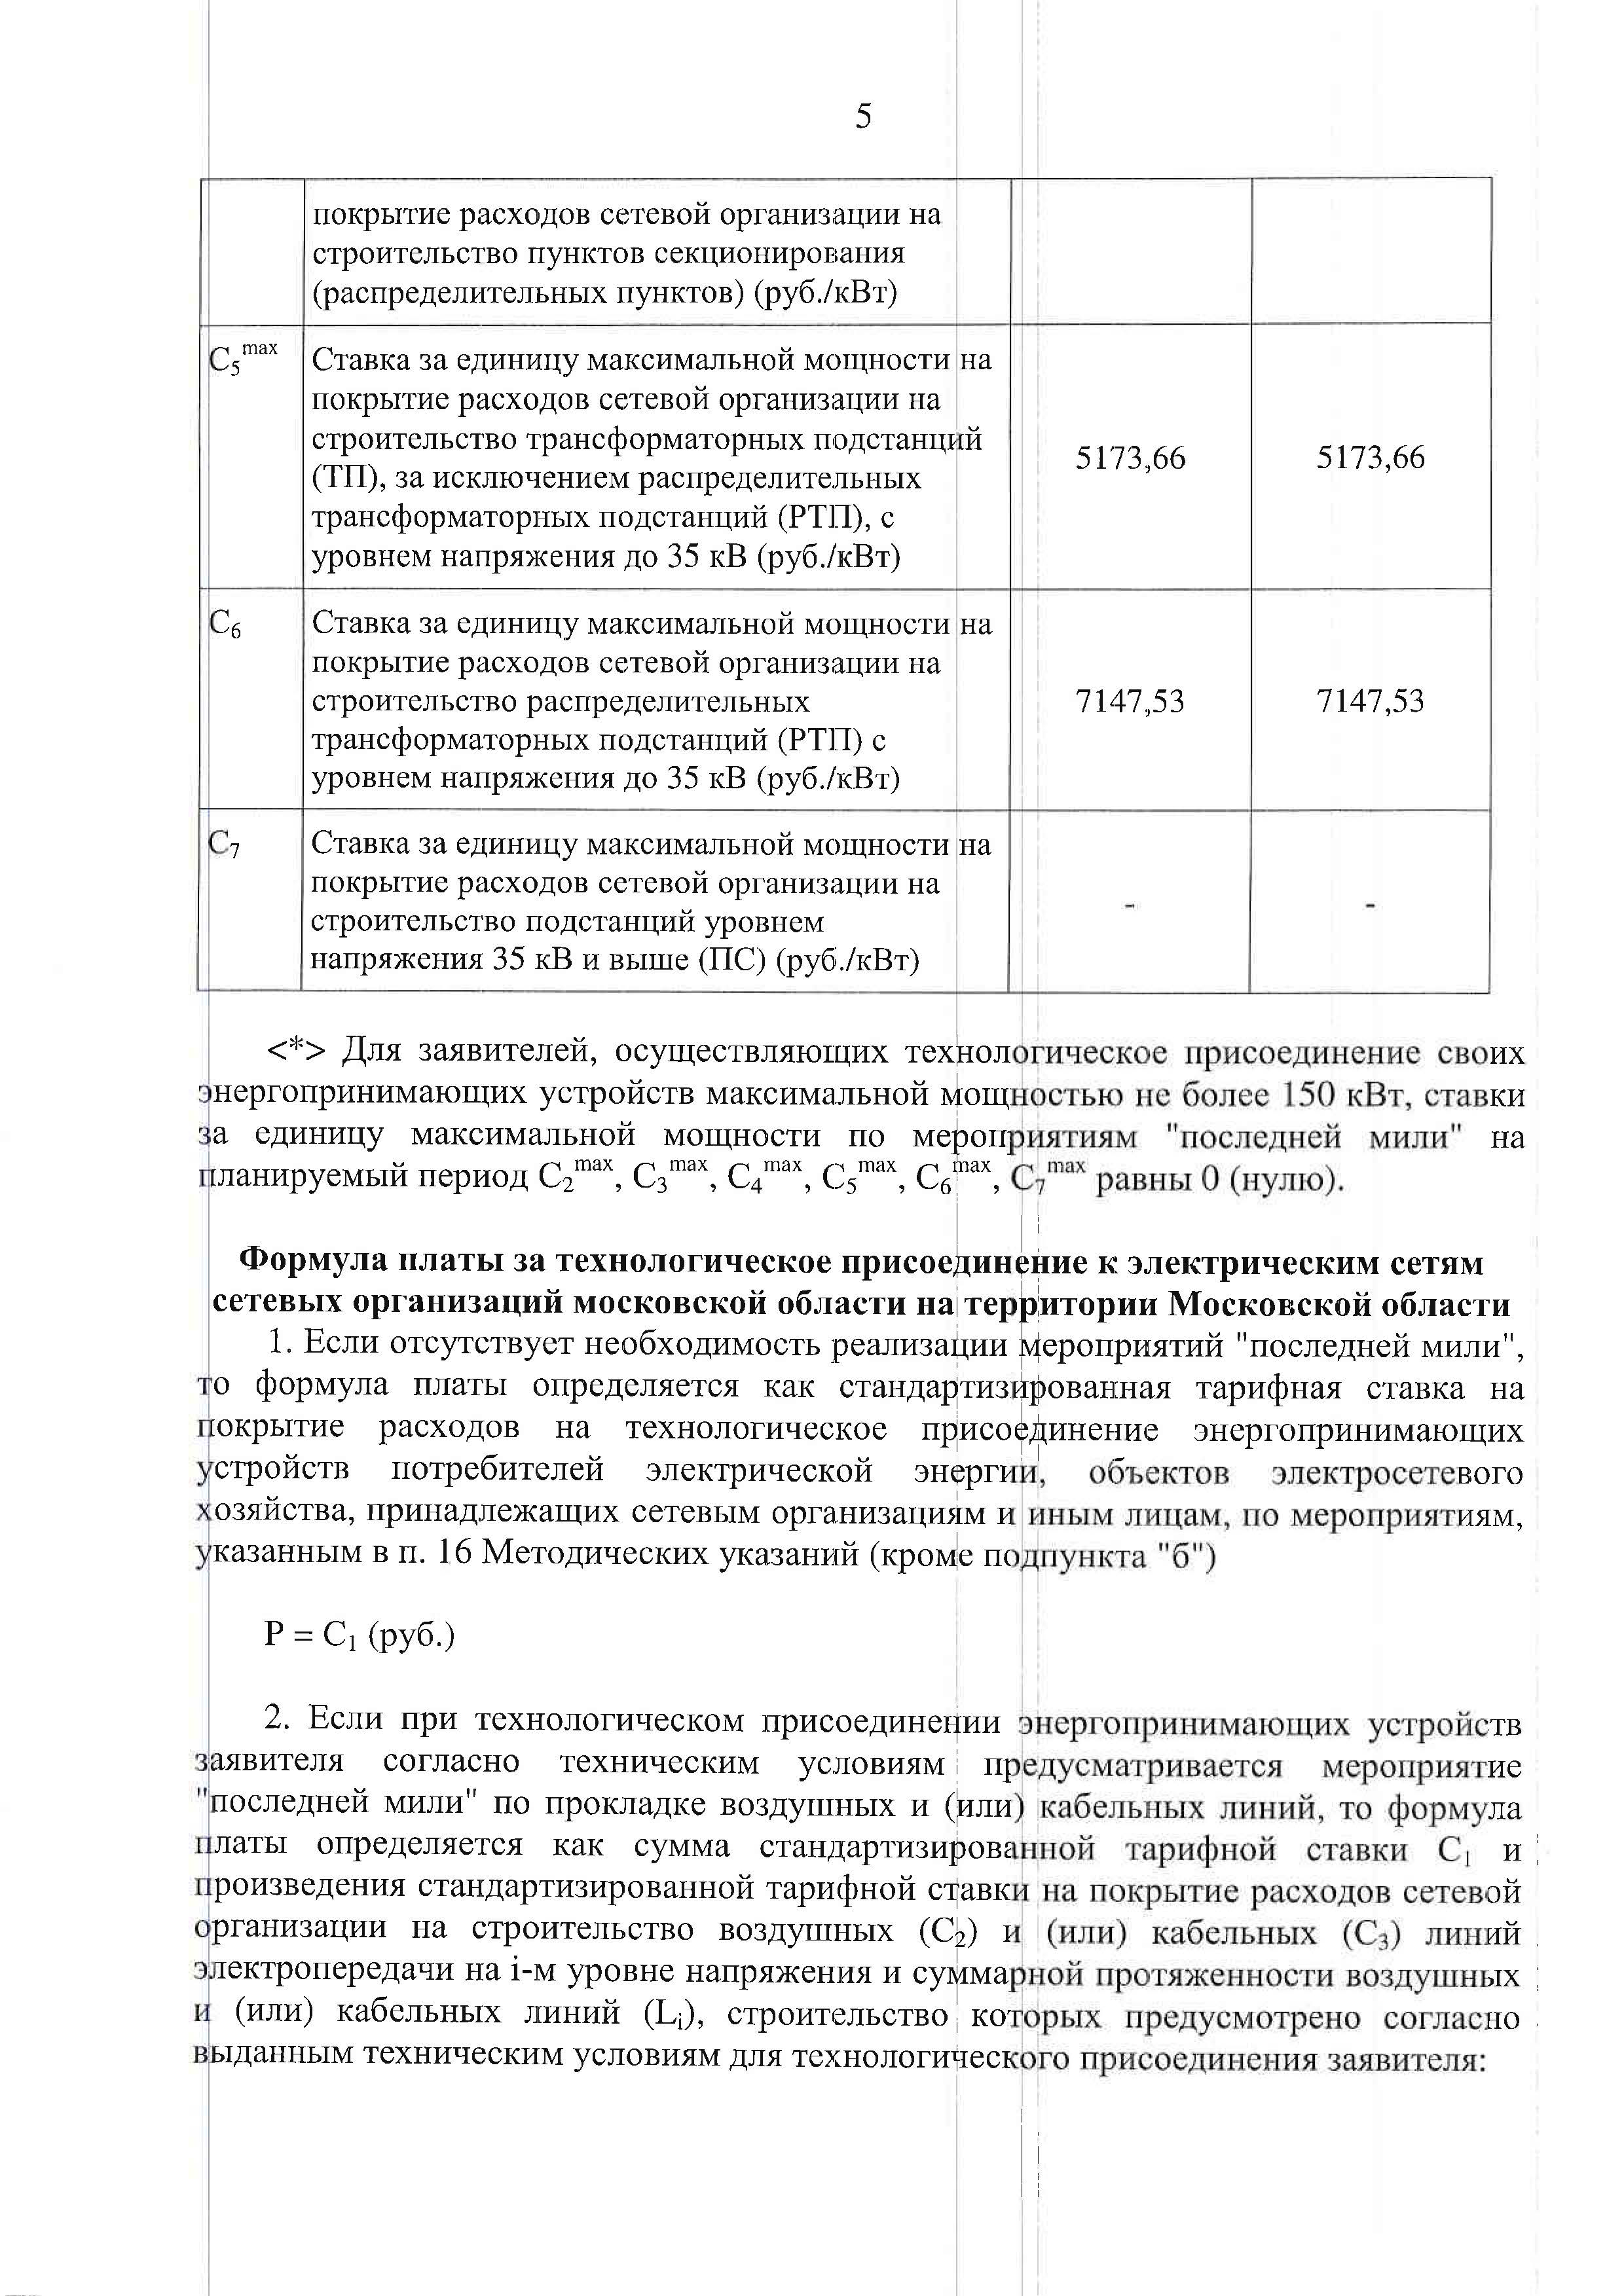 5
покрытие расходов сетевой организации на
строительство пунктов секционирования
(распределительных пунктов) (руб./кВт)
C₅ᵐᵃˣ
Ставка за единицу максимальной мощности на
покрытие расходов сетевой организации на
строительство трансформаторных подстанций
(ТП), за исключением распределительных
трансформаторных подстанций (РТП), с
уровнем напряжения до 35 кВ (руб./кВт)
5173,66
5173,66
C₆
Ставка за единицу максимальной мощности на
покрытие расходов сетевой организации на
строительство распределительных
трансформаторных подстанций (РТП) с
уровнем напряжения до 35 кВ (руб./кВт)
7147,53
7147,53
C₇
Ставка за единицу максимальной мощности на
покрытие расходов сетевой организации на
строительство подстанций уровнем
напряжения 35 кВ и выше (ПС) (руб./кВт)
-
-
<*> Для заявителей, осуществляющих технологическое присоединение своих
энергопринимающих устройств максимальной мощностью не более 150 кВт, ставки
за единицу максимальной мощности по мероприятиям "последней мили" на
планируемый период C₂ᵐᵃˣ, C₃ᵐᵃˣ, C₄ᵐᵃˣ, C₅ᵐᵃˣ, C₆ᵐᵃˣ, C₇ᵐᵃˣ равны 0 (нулю).
Формула платы за технологическое присоединение к электрическим сетям
сетевых организаций московской области на территории Московской области
1. Если отсутствует необходимость реализации мероприятий "последней мили",
то формула платы определяется как стандартизированная тарифная ставка на
покрытие расходов на технологическое присоединение энергопринимающих
устройств потребителей электрической энергии, объектов электросетевого
хозяйства, принадлежащих сетевым организациям и иным лицам, по мероприятиям,
указанным в п. 16 Методических указаний (кроме подпункта "б")
P = C₁ (руб.)
2. Если при технологическом присоединении энергопринимающих устройств
заявителя согласно техническим условиям предусматривается мероприятие
"последней мили" по прокладке воздушных и (или) кабельных линий, то формула
платы определяется как сумма стандартизированной тарифной ставки C₁ и
произведения стандартизированной тарифной ставки на покрытие расходов сетевой
организации на строительство воздушных (C₂) и (или) кабельных (C₃) линий
электропередачи на i-м уровне напряжения и суммарной протяженности воздушных
и (или) кабельных линий (Lᵢ), строительство которых предусмотрено согласно
выданным техническим условиям для технологического присоединения заявителя: